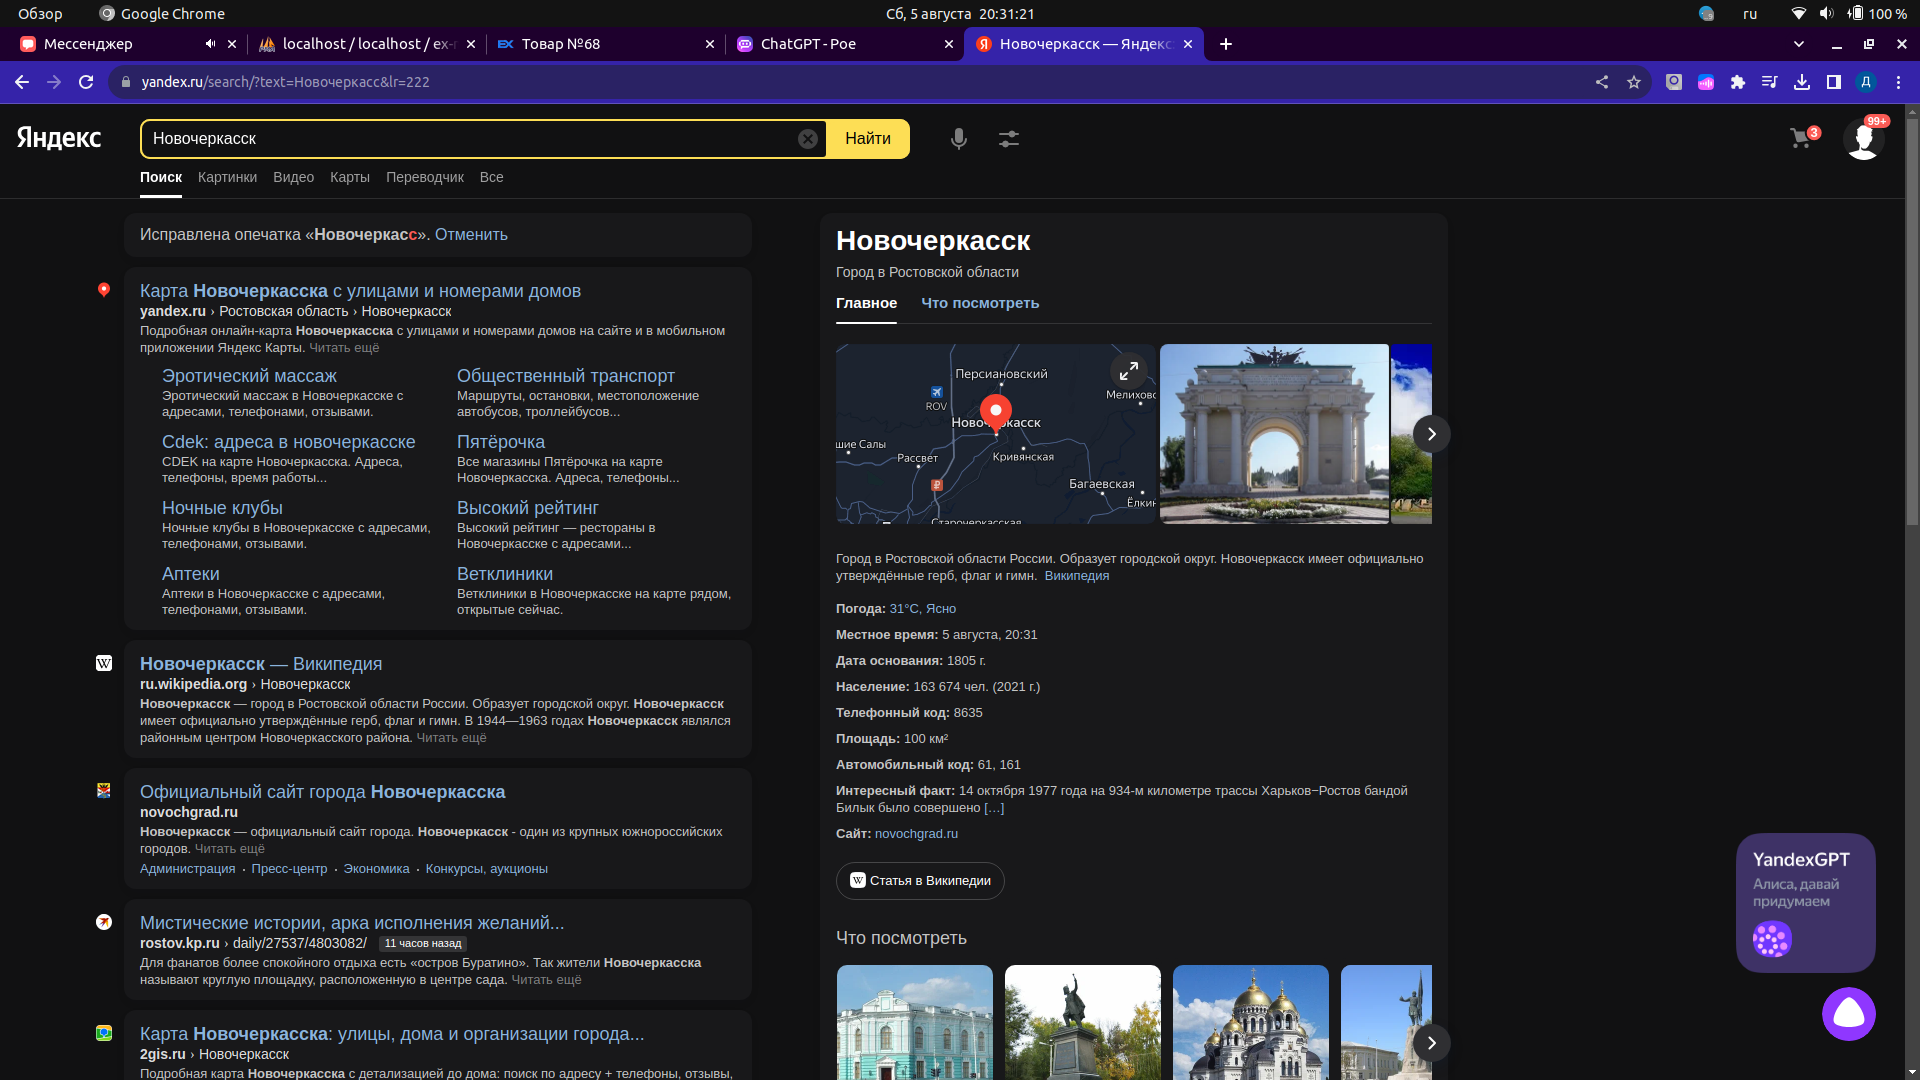 Обзор
Google Chrome
Сб, 5 августа 20:31:21
ru
100 %
Мессенджер
localhost / localhost / ex-
Товар №68
ChatGPT - Poe
Новочеркасск — Яндекс
yandex.ru/search/?text=Новочеркасс&lr=222
Д
Яндекс
Новочеркасск
Найти
3
99+
Поиск
Картинки
Видео
Карты
Переводчик
Все
Исправлена опечатка «Новочеркасс». Отменить
Карта Новочеркасска с улицами и номерами домов
yandex.ru › Ростовская область › Новочеркасск
Подробная онлайн-карта Новочеркасска с улицами и номерами домов на сайте и в мобильном
приложении Яндекс Карты. Читать ещё
Эротический массаж
Эротический массаж в Новочеркасске с
адресами, телефонами, отзывами.
Общественный транспорт
Маршруты, остановки, местоположение
автобусов, троллейбусов...
Cdek: адреса в новочеркасске
CDEK на карте Новочеркасска. Адреса,
телефоны, время работы...
Пятёрочка
Все магазины Пятёрочка на карте
Новочеркасска. Адреса, телефоны...
Ночные клубы
Ночные клубы в Новочеркасске с адресами,
телефонами, отзывами.
Высокий рейтинг
Высокий рейтинг — рестораны в
Новочеркасске с адресами...
Аптеки
Аптеки в Новочеркасске с адресами,
телефонами, отзывами.
Ветклиники
Ветклиники в Новочеркасске на карте рядом,
открытые сейчас.
W
Новочеркасск — Википедия
ru.wikipedia.org › Новочеркасск
Новочеркасск — город в Ростовской области России. Образует городской округ. Новочеркасск
имеет официально утверждённые герб, флаг и гимн. В 1944—1963 годах Новочеркасск являлся
районным центром Новочеркасского района. Читать ещё
Официальный сайт города Новочеркасска
novochgrad.ru
Новочеркасск — официальный сайт города. Новочеркасск - один из крупных южнороссийских
городов. Читать ещё
Администрация · Пресс-центр · Экономика · Конкурсы, аукционы
Мистические истории, арка исполнения желаний...
rostov.kp.ru › daily/27537/4803082/ 11 часов назад
Для фанатов более спокойного отдыха есть «остров Буратино». Так жители Новочеркасска
называют круглую площадку, расположенную в центре сада. Читать ещё
Карта Новочеркасска: улицы, дома и организации города...
2gis.ru › Новочеркасск
Подробная карта Новочеркасска с детализацией до дома: поиск по адресу + телефоны, отзывы,
Новочеркасск
Город в Ростовской области
Главное
Что посмотреть
Персиановский
Мелихово
ROV
Новочеркасск
шие Салы
Рассвет
Кривянская
Багаевская
Ёлкин
Старочеркасская
Город в Ростовской области России. Образует городской округ. Новочеркасск имеет официально
утверждённые герб, флаг и гимн. Википедия
Погода: 31°C, Ясно
Местное время: 5 августа, 20:31
Дата основания: 1805 г.
Население: 163 674 чел. (2021 г.)
Телефонный код: 8635
Площадь: 100 км²
Автомобильный код: 61, 161
Интересный факт: 14 октября 1977 года на 934-м километре трассы Харьков−Ростов бандой
Билык было совершено [...]
Сайт: novochgrad.ru
W Статья в Википедии
Что посмотреть
YandexGPT
Алиса, давай
придумаем